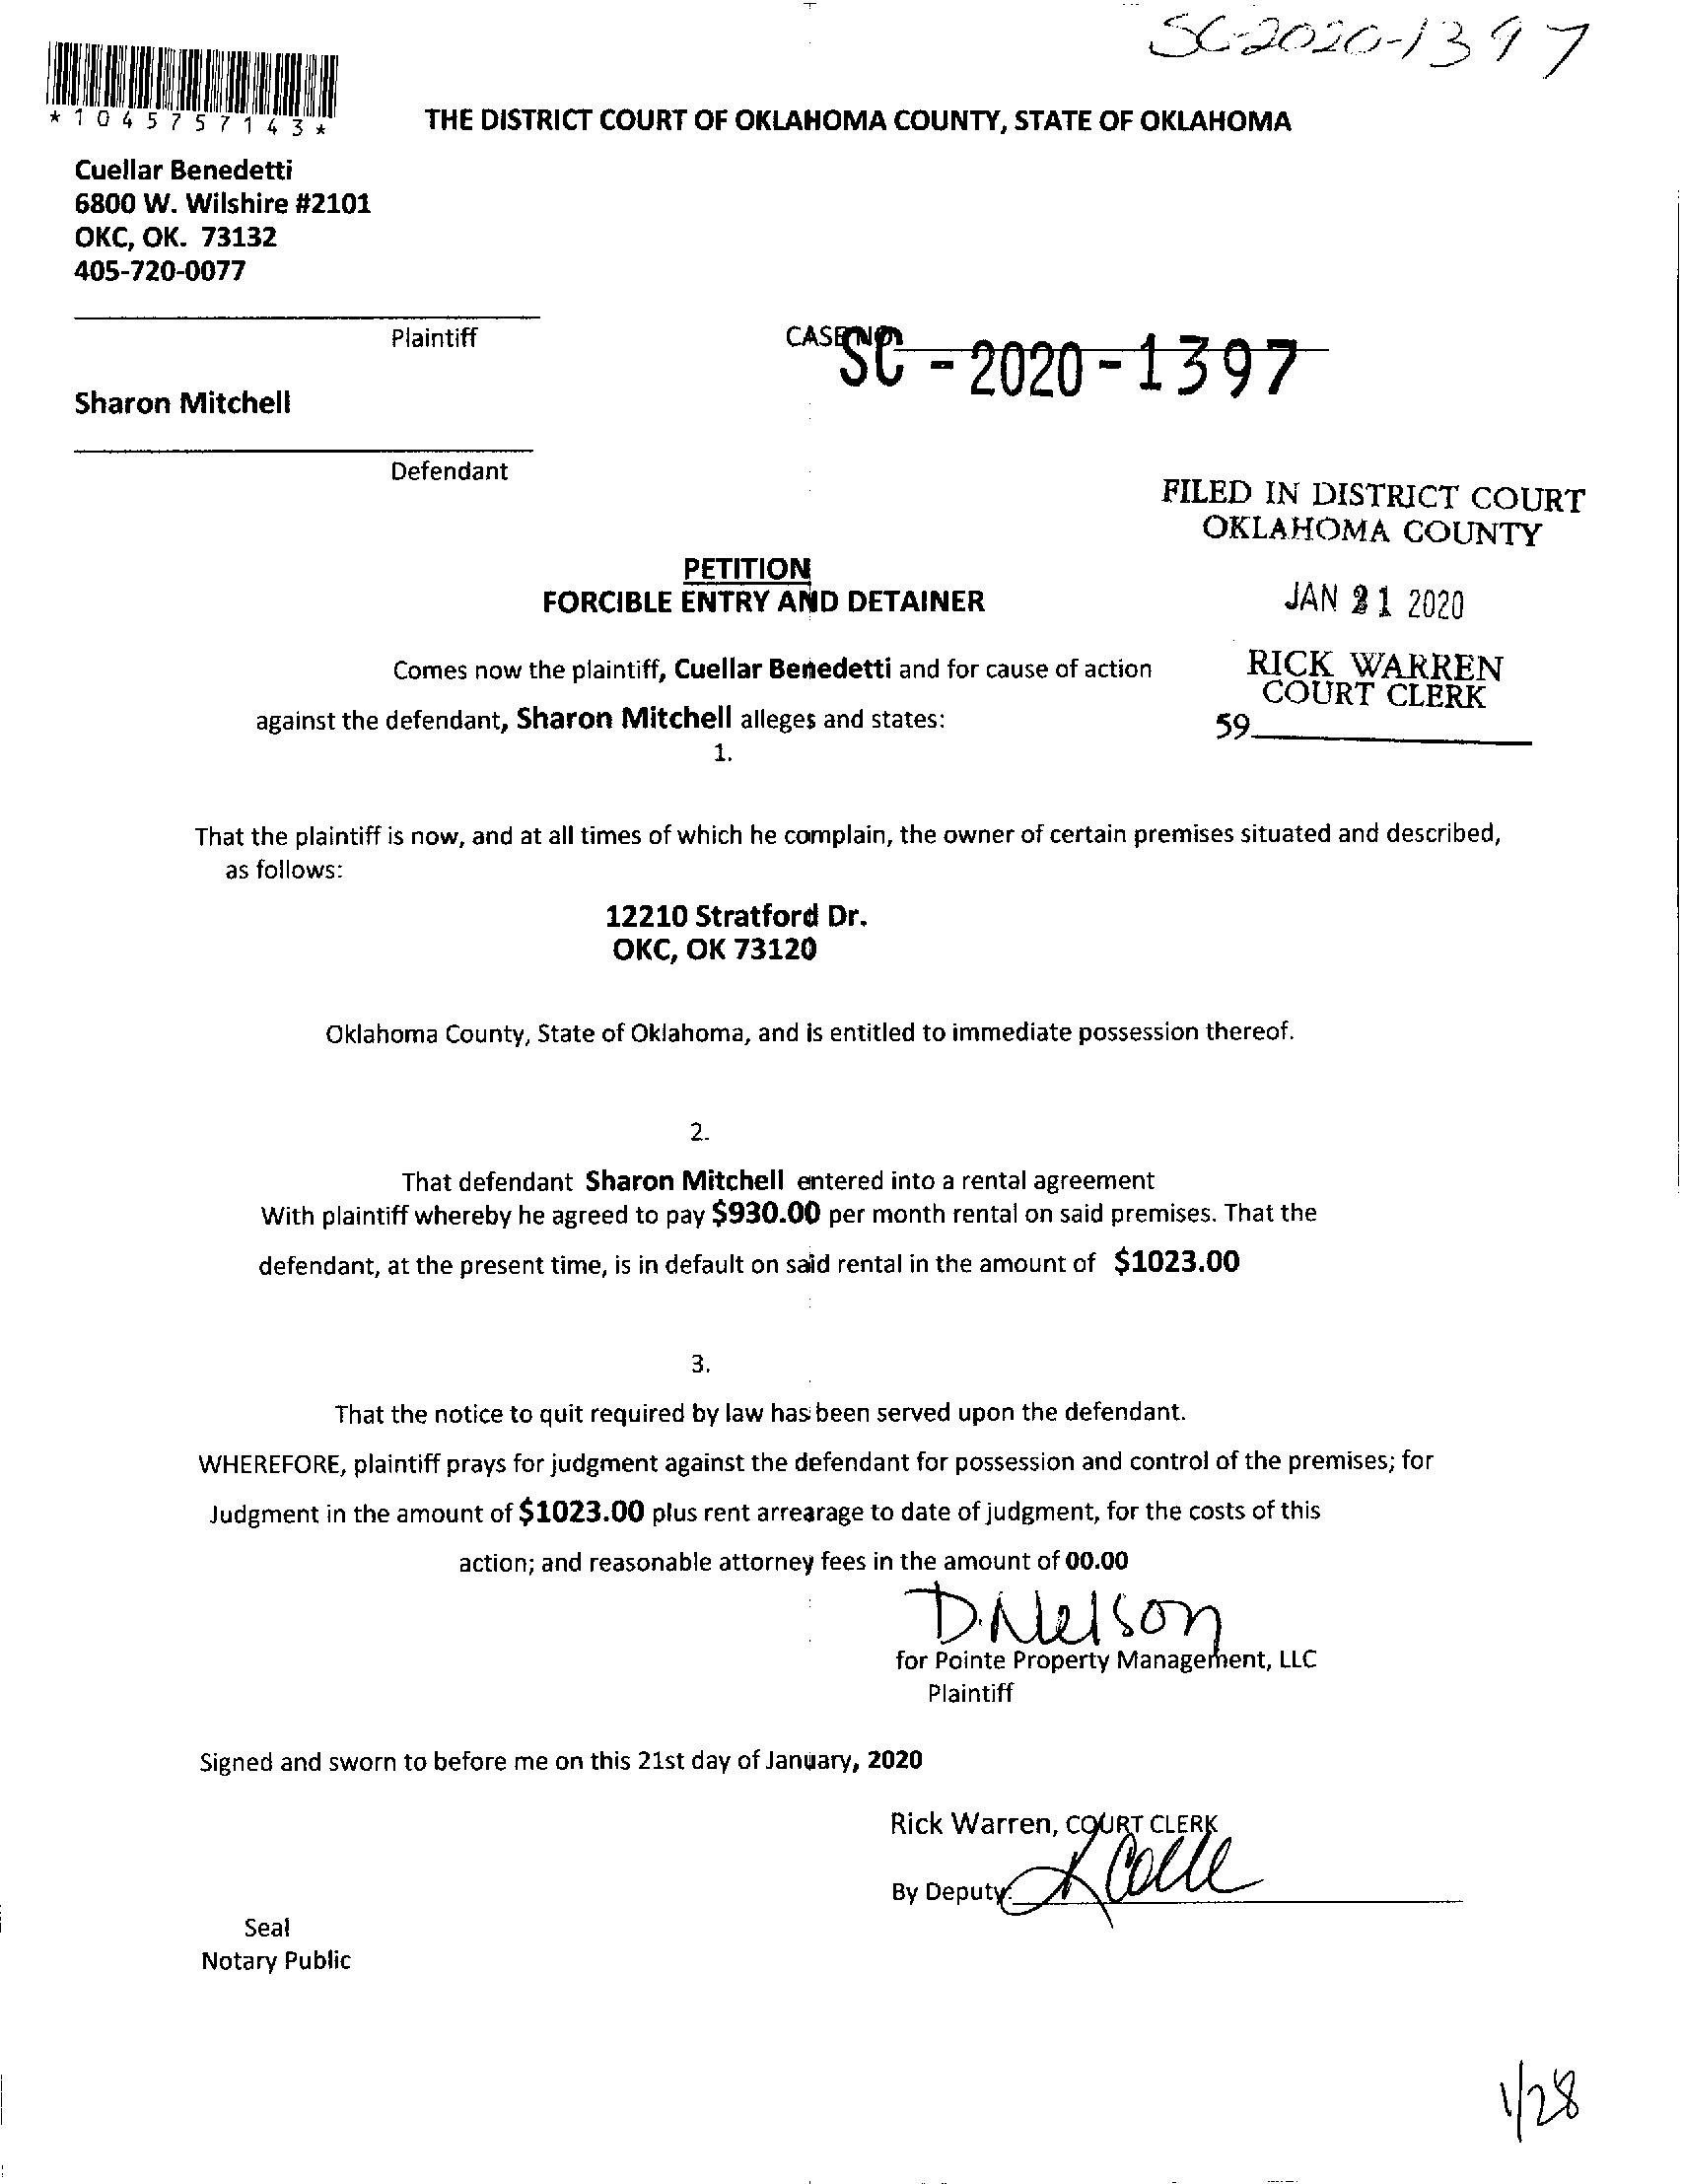 SC-2020-1397
*1045757143*
THE DISTRICT COURT OF OKLAHOMA COUNTY, STATE OF OKLAHOMA
Cuellar Benedetti
6800 W. Wilshire #2101
OKC, OK. 73132
405-720-0077
Plaintiff
CASE NO.
SC - 2020 - 1397
Sharon Mitchell
Defendant
FILED IN DISTRICT COURT
OKLAHOMA COUNTY
PETITION
FORCIBLE ENTRY AND DETAINER
JAN 21 2020
Comes now the plaintiff, Cuellar Benedetti and for cause of action
RICK WARREN
COURT CLERK
against the defendant, Sharon Mitchell alleges and states:
59
1.
That the plaintiff is now, and at all times of which he complain, the owner of certain premises situated and described,
as follows:
12210 Stratford Dr.
OKC, OK 73120
Oklahoma County, State of Oklahoma, and is entitled to immediate possession thereof.
2.
That defendant Sharon Mitchell entered into a rental agreement
With plaintiff whereby he agreed to pay $930.00 per month rental on said premises. That the
defendant, at the present time, is in default on said rental in the amount of $1023.00
3.
That the notice to quit required by law has been served upon the defendant.
WHEREFORE, plaintiff prays for judgment against the defendant for possession and control of the premises; for
Judgment in the amount of $1023.00 plus rent arrearage to date of judgment, for the costs of this
action; and reasonable attorney fees in the amount of 00.00
D. Nelson
for Pointe Property Management, LLC
Plaintiff
Signed and sworn to before me on this 21st day of January, 2020
Rick Warren, COURT CLERK
By Deputy:
Seal
Notary Public
1/28